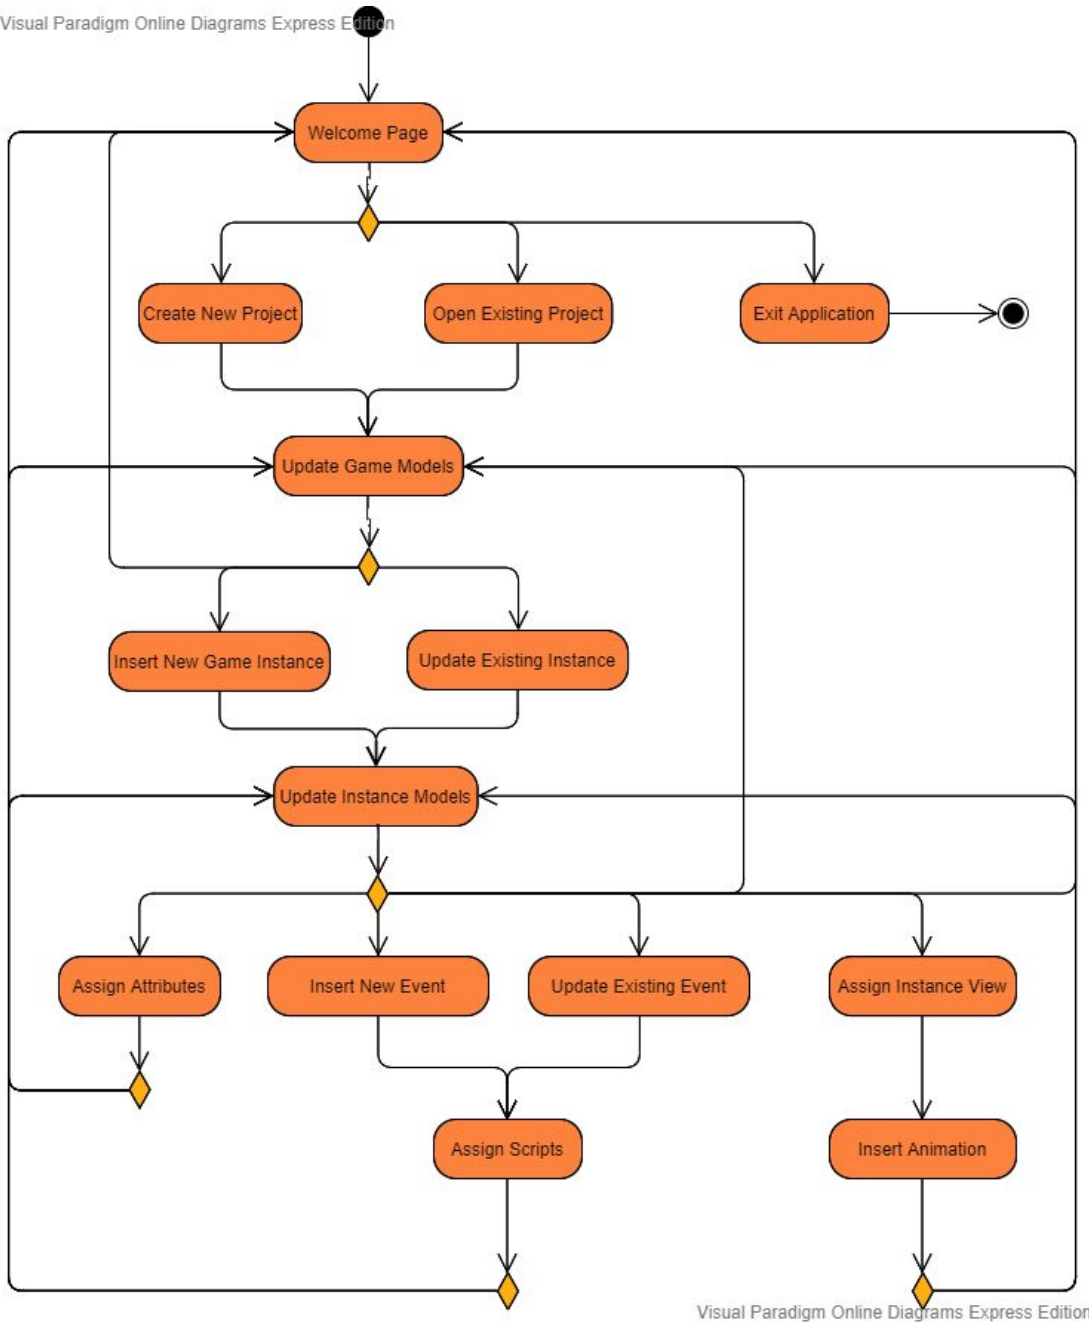 Visual Paradigm Online Diagrams Express Edition
Welcome Page
Create New Project
Open Existing Project
Exit Application
Update Game Models
Insert New Game Instance
Update Existing Instance
Update Instance Models
Assign Attributes
Insert New Event
Update Existing Event
Assign Instance View
Assign Scripts
Insert Animation
Visual Paradigm Online Diagrams Express Edition